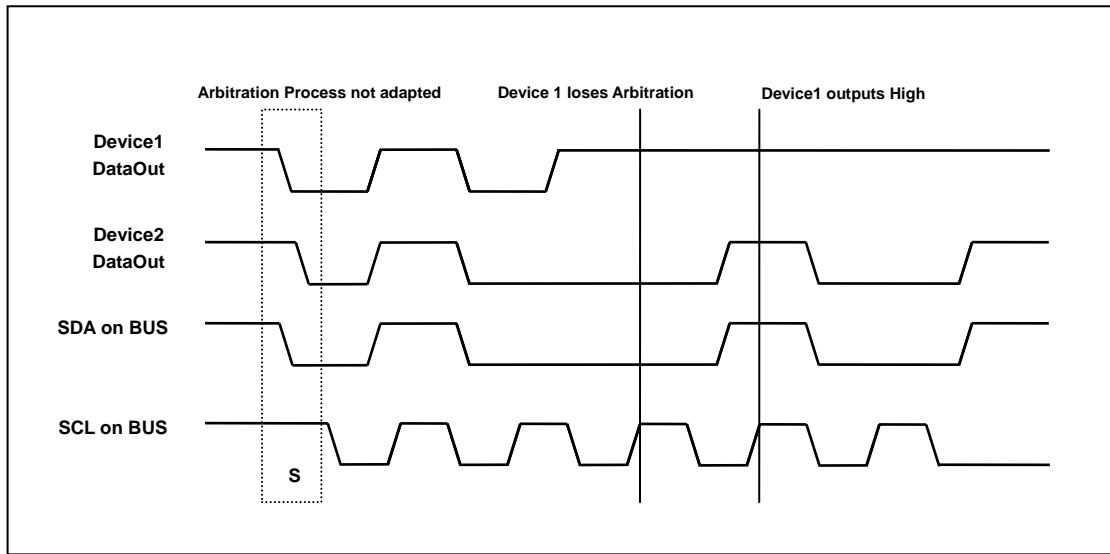 Arbitration Process not adapted
Device 1 loses Arbitration
Device1 outputs High
Device1
DataOut
Device2
DataOut
SDA on BUS
SCL on BUS
S